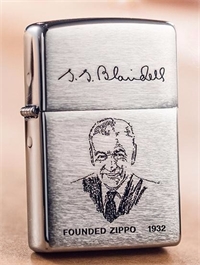 G. G. Blaisdell
FOUNDED ZIPPO 1932